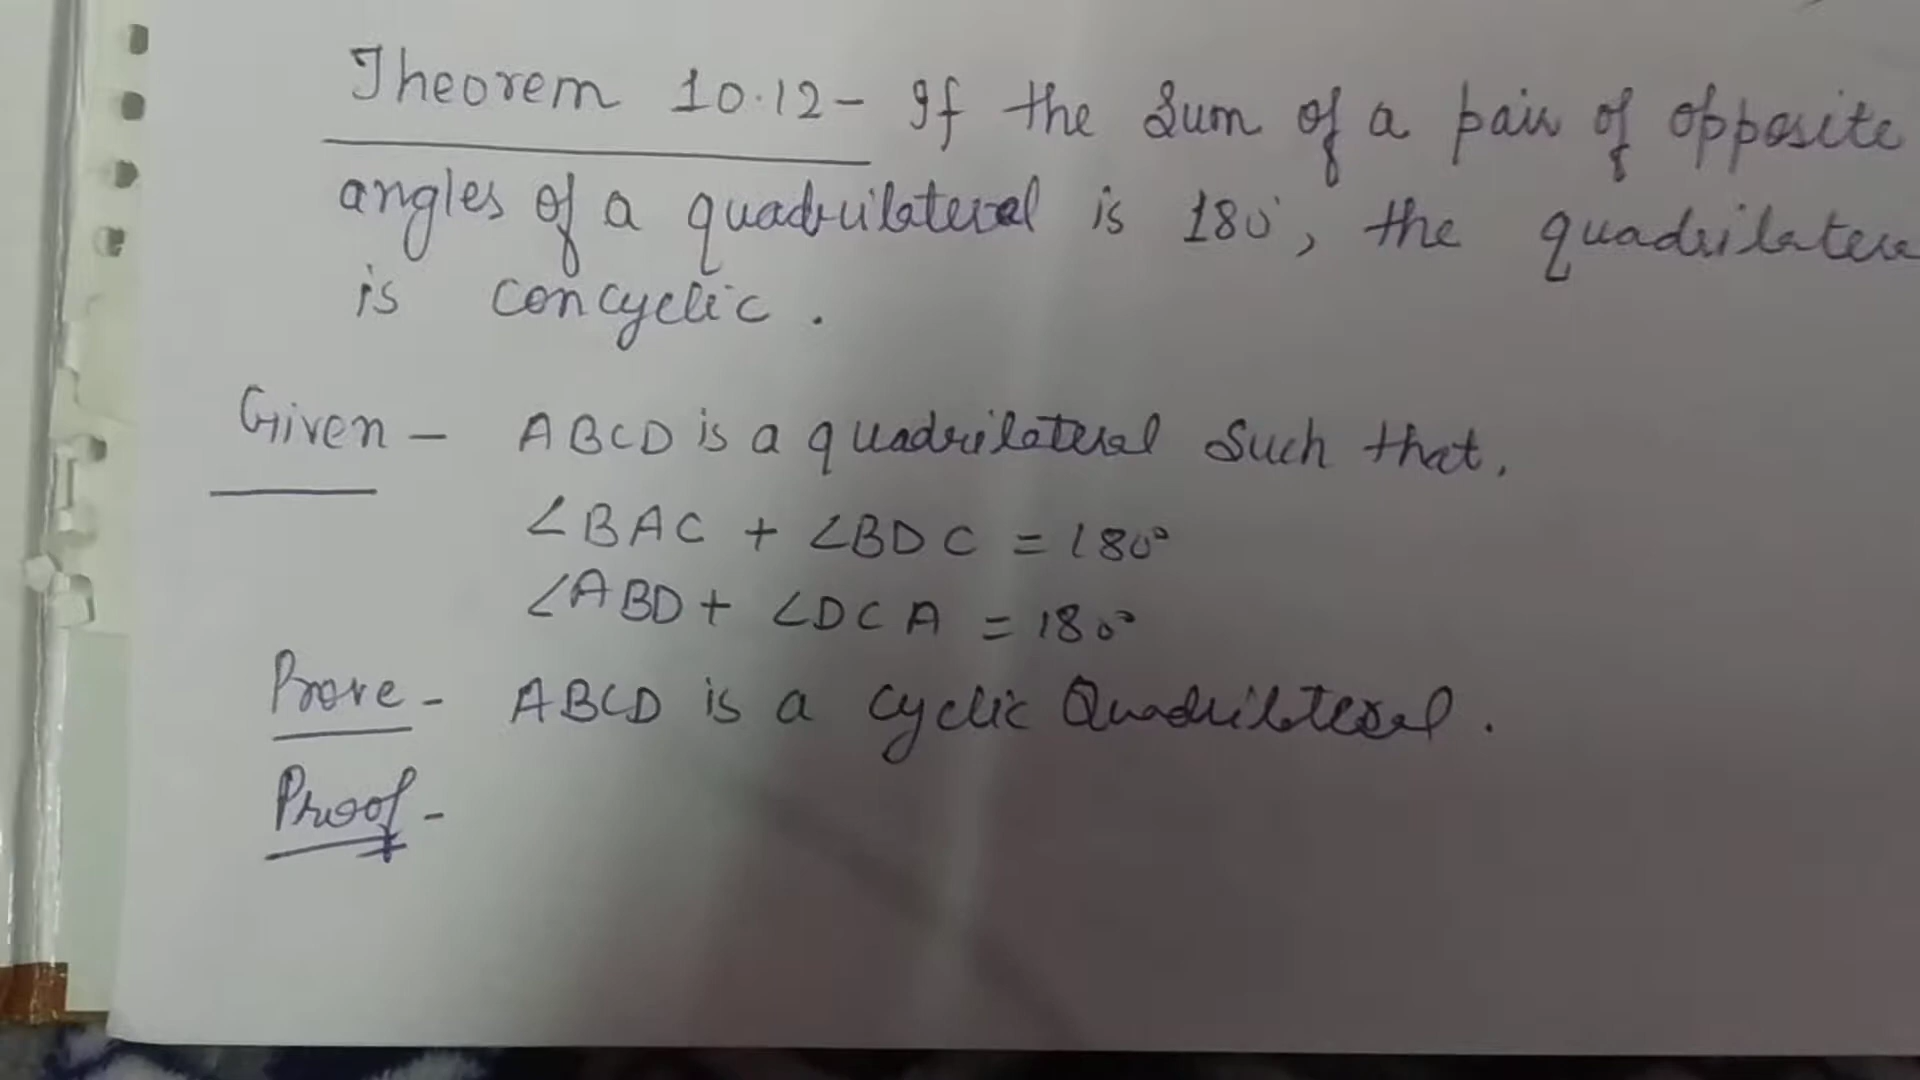 Theorem 10.12- If the Sum of a pair of opposite
angles of a quadrilateral is 180°, the quadrilatera
is concyclic.
Given - ABCD is a quadrilateral Such that,
∠BAC + ∠BDC = 180°
∠ABD + ∠DCA = 180°
Prove - ABCD is a cyclic Quadrilateral.
Proof -